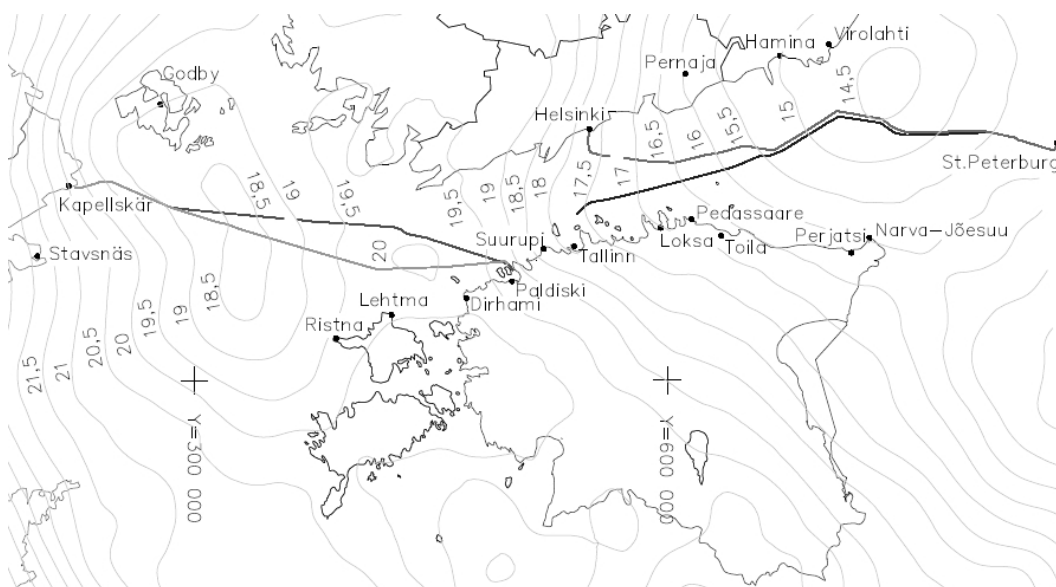 Virolahti
Hamina
Pernaja
Godby
14,5
15
Helsinki
15,5
16
16,5
St.Peterburg
17
17,5
18
18,5
19
19,5
18,5
19
19,5
Kapellskär
Pedassaare
Suurupi
Tallinn
Loksa
Toila
Perjatsi
Narva-Jõesuu
Stavsnäs
20
Paldiski
Dirhami
Lehtma
Ristna
18,5
19
19,5
20
20,5
21
21,5
Y=300 000
Y=600 000